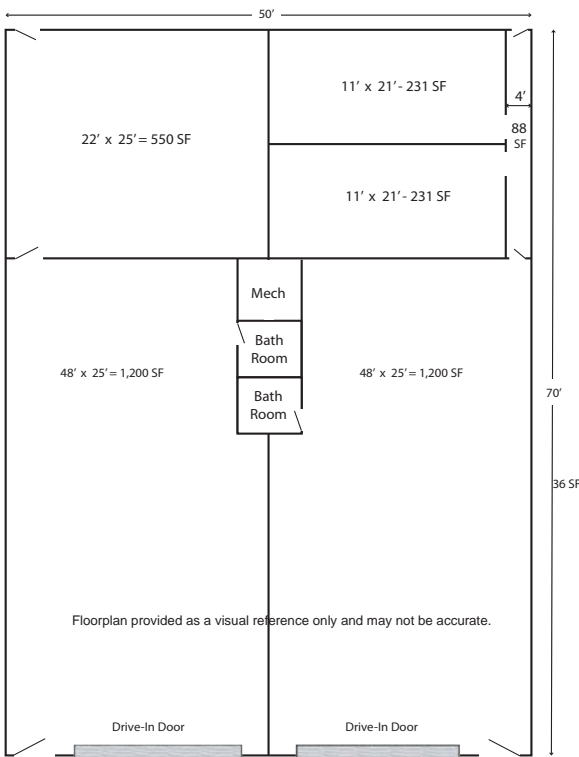 50′
11′ x 21′ - 231 SF
4′
22′ x 25′ = 550 SF
88
SF
11′ x 21′ - 231 SF
Mech
Bath
Room
48′ x 25′ = 1,200 SF
48′ x 25′ = 1,200 SF
Bath
Room
70′
36 SF
Floorplan provided as a visual reference only and may not be accurate.
Drive-In Door
Drive-In Door